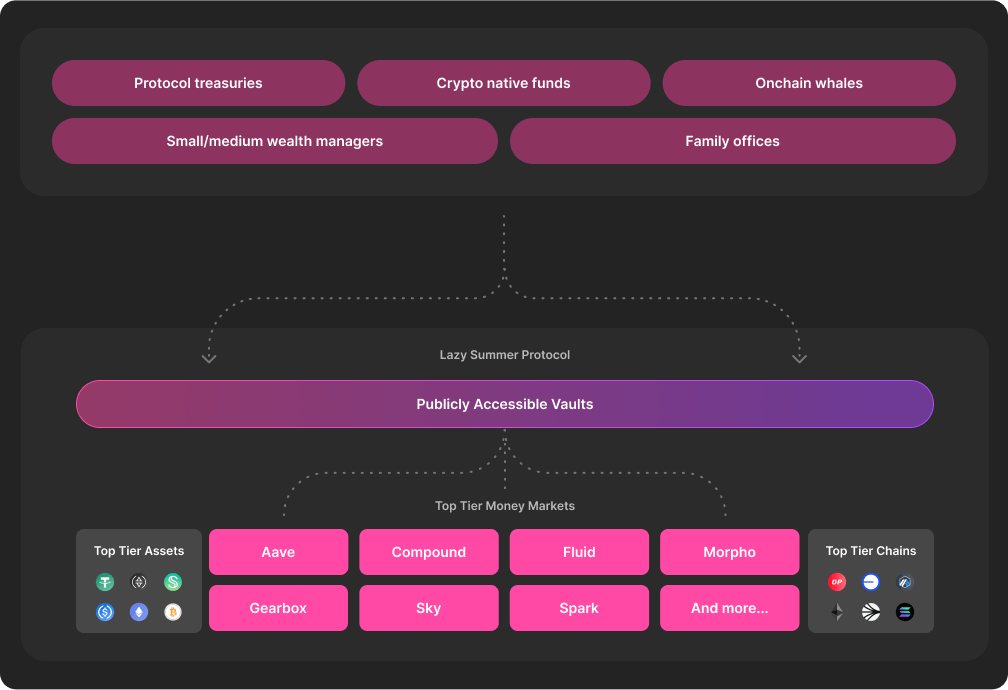 Protocol treasuries
Crypto native funds
Onchain whales
Small/medium wealth managers
Family offices
Lazy Summer Protocol
Publicly Accessible Vaults
Top Tier Money Markets
Top Tier Assets
Aave
Compound
Fluid
Morpho
Top Tier Chains
OP
Gearbox
Sky
Spark
And more...